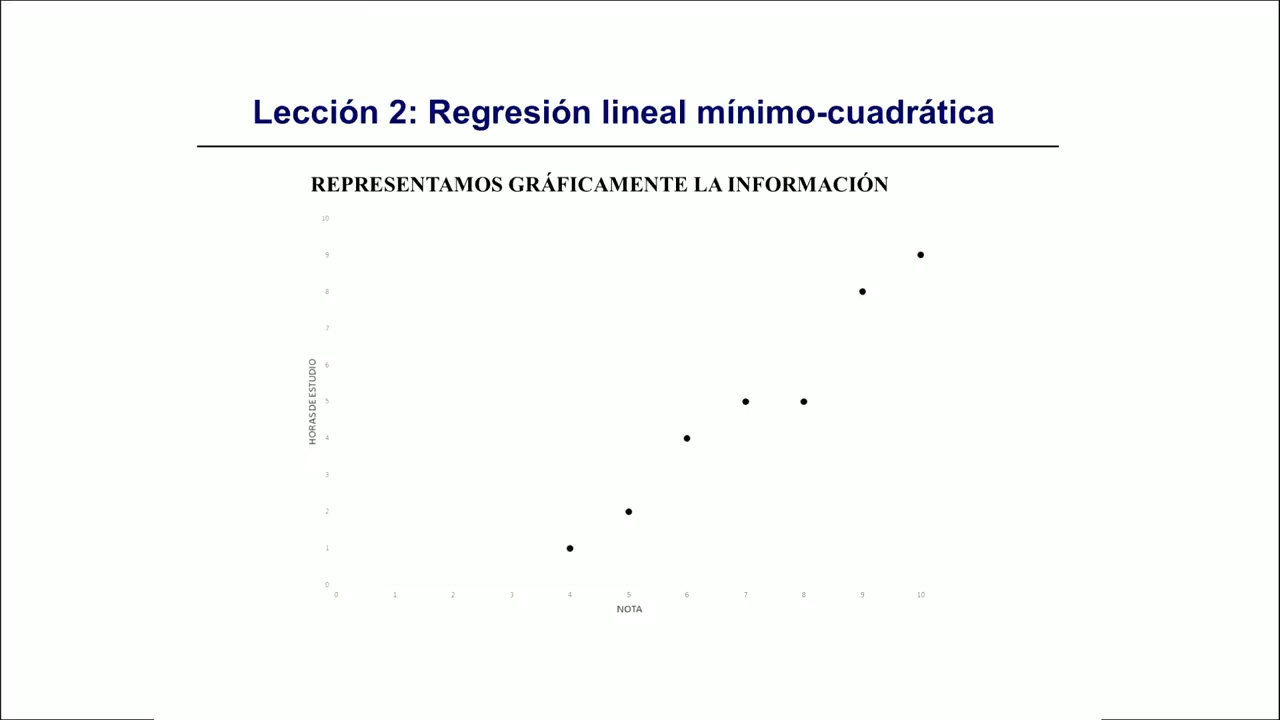 Lección 2: Regresión lineal mínimo-cuadrática
REPRESENTAMOS GRÁFICAMENTE LA INFORMACIÓN
10
9
8
7
6
5
4
3
2
1
0
HORAS DE ESTUDIO
0 1 2 3 4 5 6 7 8 9 10
NOTA